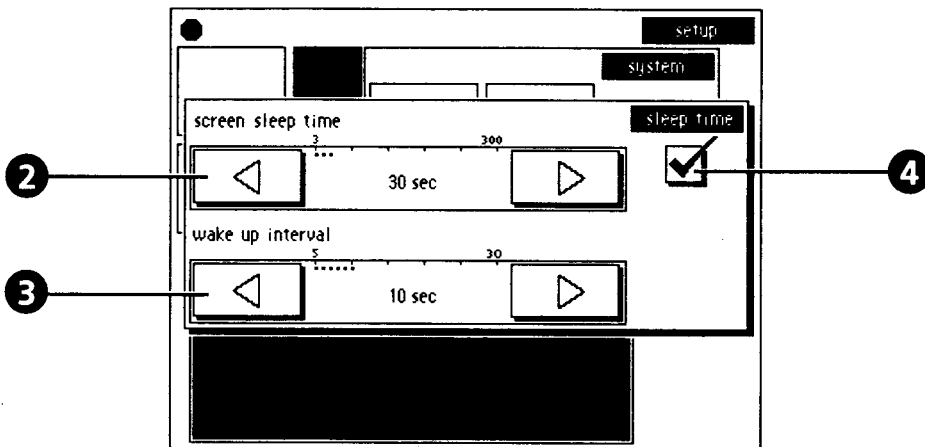 setup
system
sleep time
screen sleep time
3 300
2
30 sec
4
wake up interval
5 30
3
10 sec